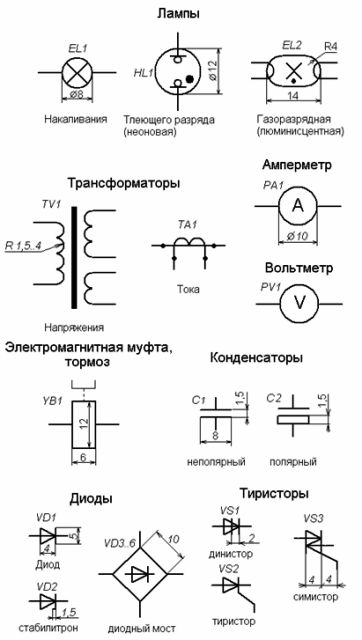 Лампы
EL1
ø8
Накаливания
HL1
ø12
Тлеющего разряда
(неоновая)
EL2
R4
14
Газоразрядная
(люминисцентная)
Трансформаторы
TV1
R 1,5..4
Напряжения
TA1
Тока
Амперметр
PA1
A
ø10
Вольтметр
PV1
V
Электромагнитная муфта,
тормоз
YB1
12
6
Конденсаторы
C1
1,5
8
непопярный
C2
1,5
попярный
Диоды
VD1
5
4
Диод
VD2
1,5
стабипитрон
VD3..6
10
диодный мост
Тиристоры
VS1
2
динистор
VS2
тиристор
VS3
4
4
симистор